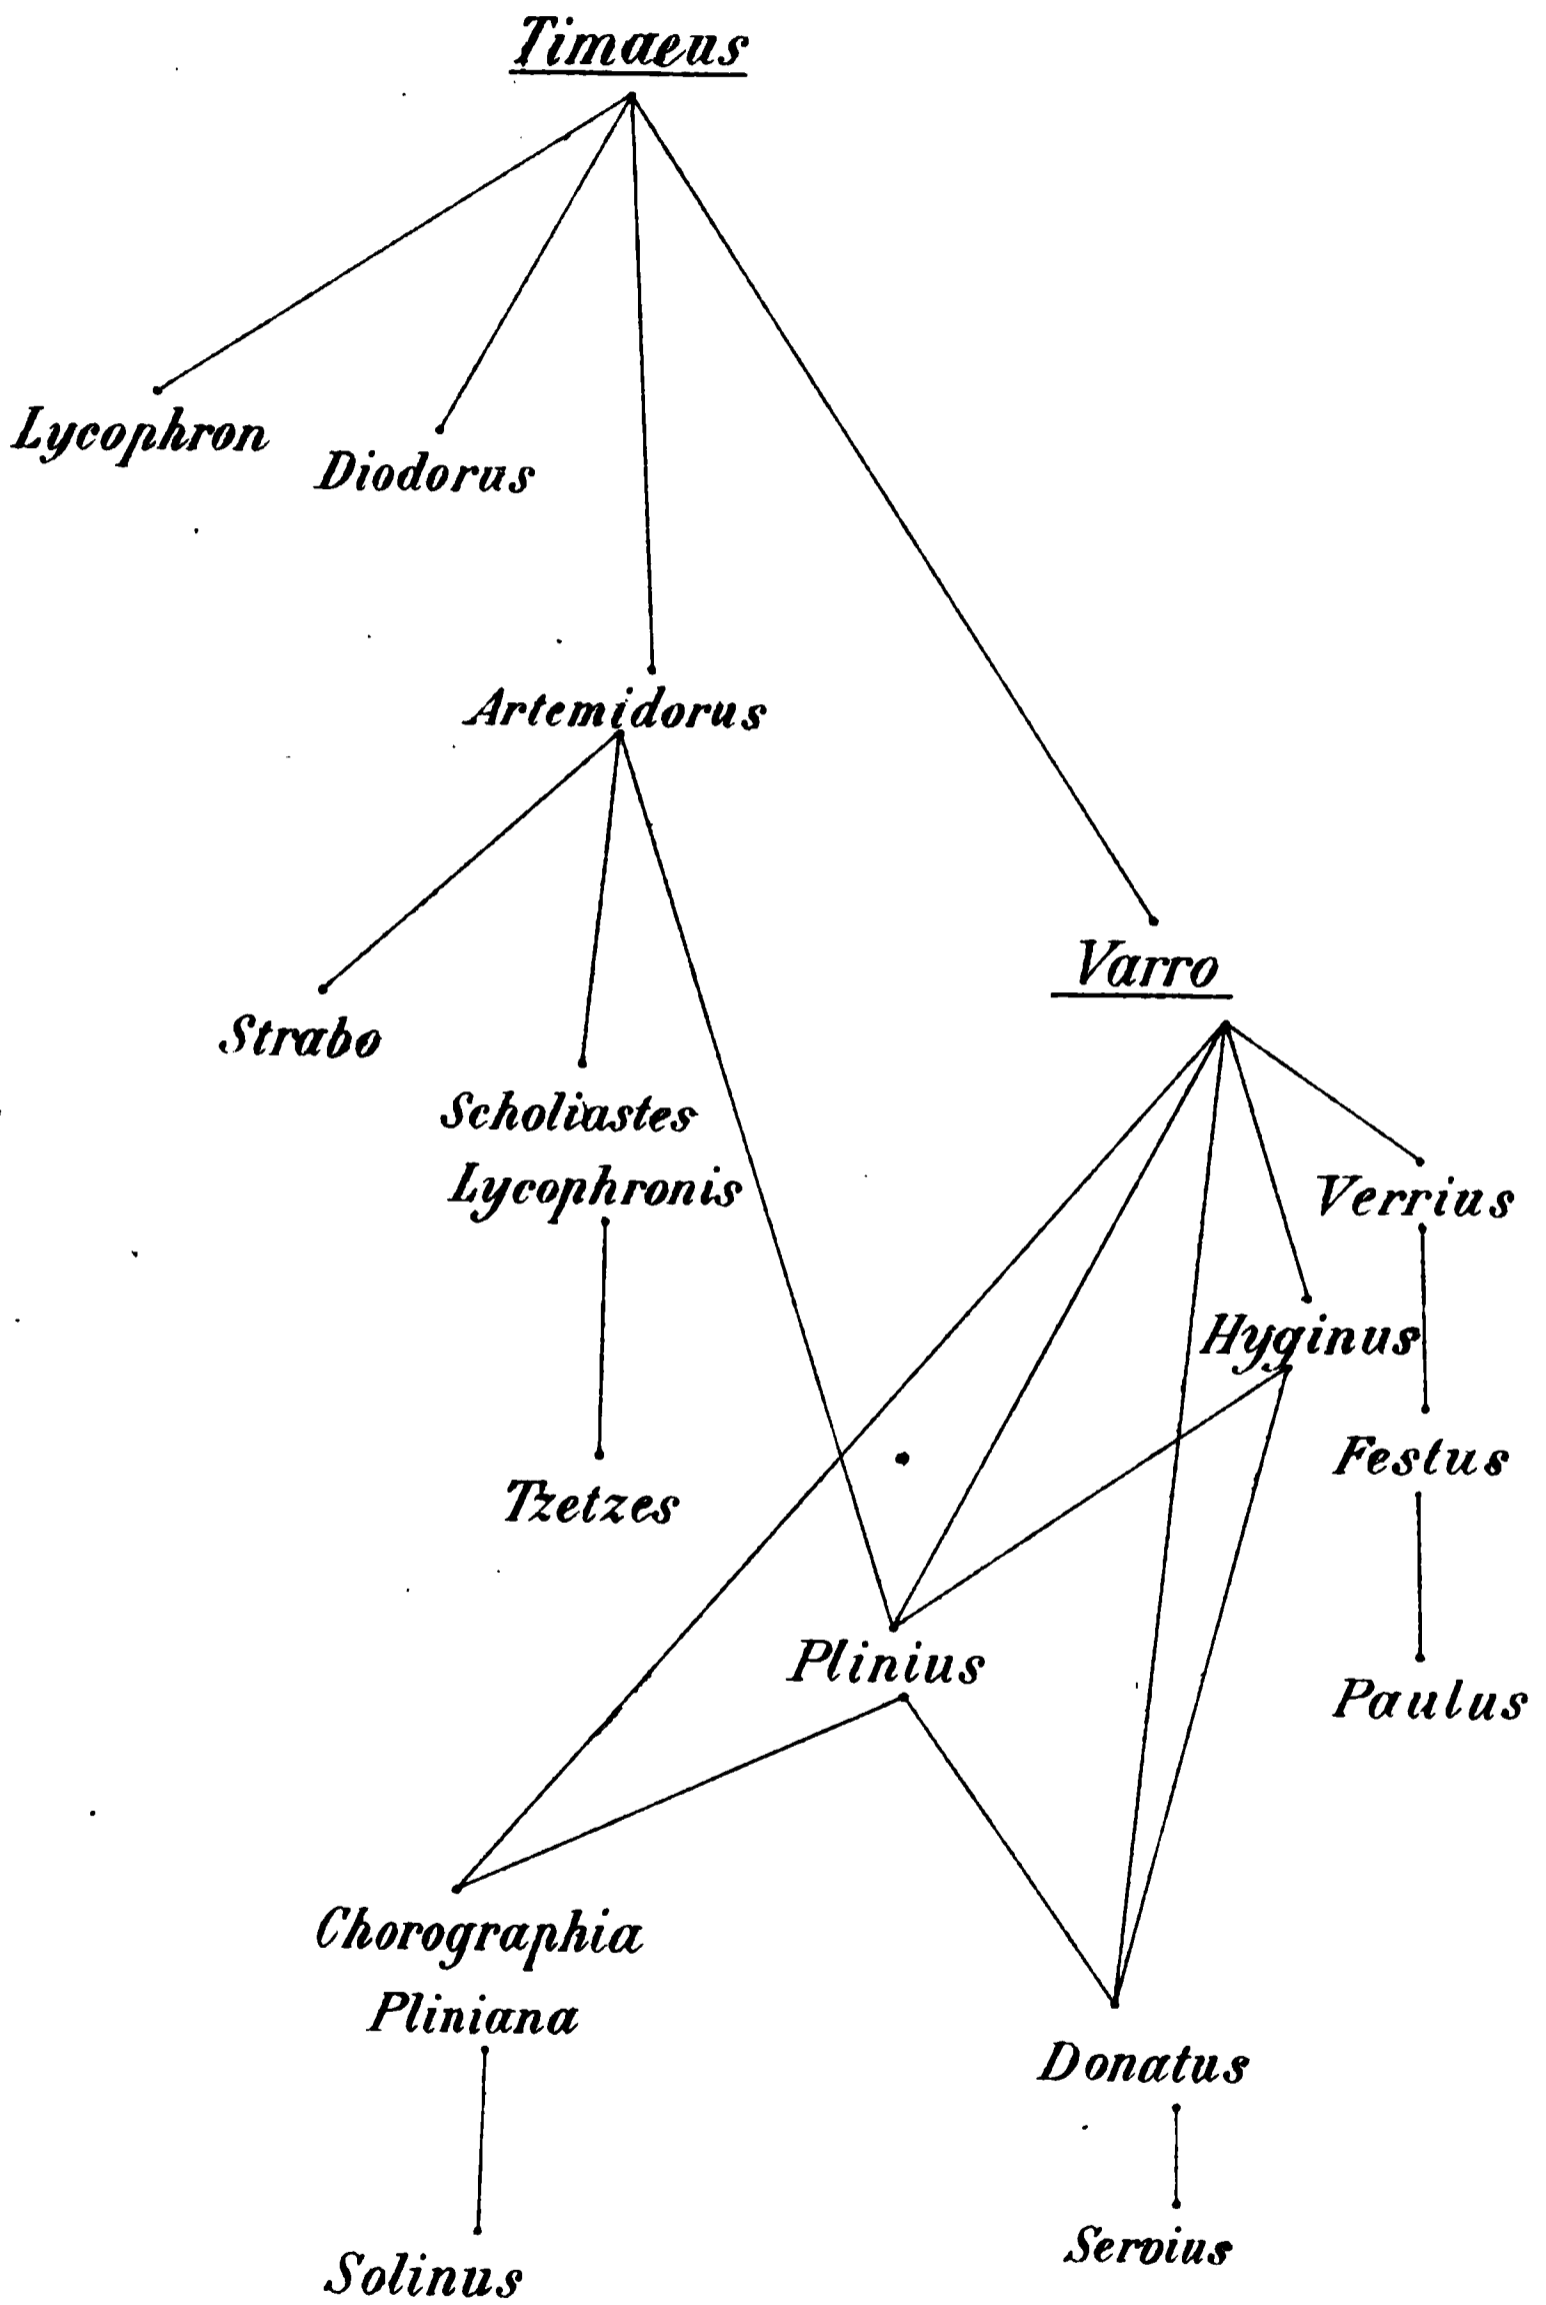 Timaeus
Lycophron
Diodorus
Artemidorus
Varro
Strabo
Scholiastes
Lycophronis
Verrius
Hyginus
Festus
Tzetzes
Plinius
Paulus
Chorographia
Pliniana
Donatus
Servius
Solinus